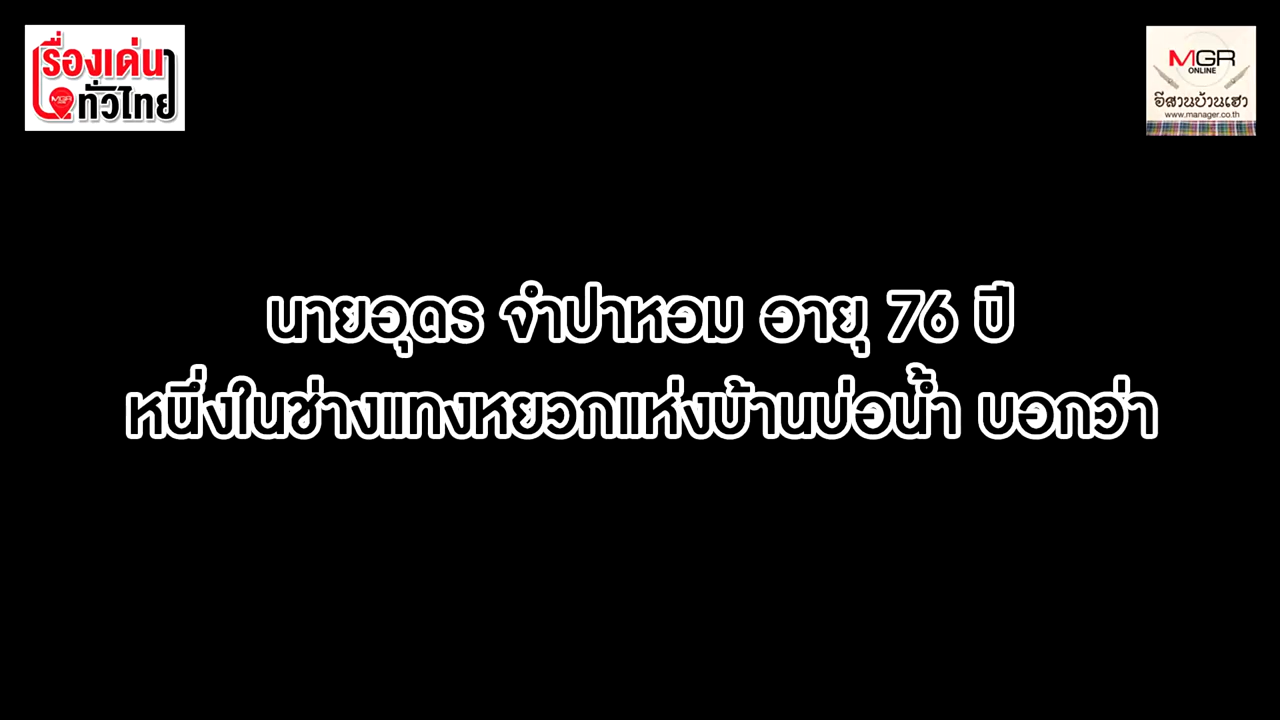 เรื่องเด่น
MGR
ทั่วไทย
MGR
ONLINE
อีสานบ้านเฮา
www.manager.co.th
นายอุดร จำปาหอม อายุ 76 ปี
หนึ่งในช่างแทงหยวกแห่งบ้านบ่อน้ำ บอกว่า